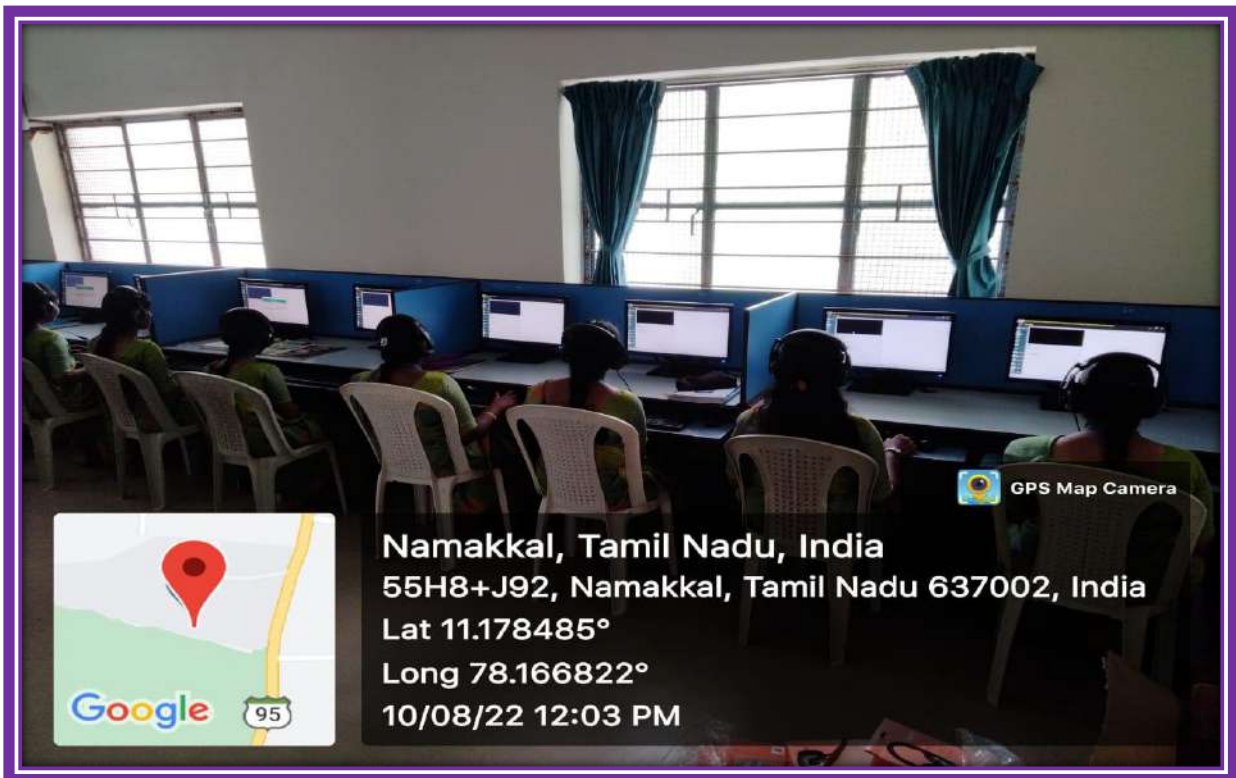 GPS Map Camera
Namakkal, Tamil Nadu, India
55H8+J92, Namakkal, Tamil Nadu 637002, India
Lat 11.178485°
Long 78.166822°
10/08/22 12:03 PM
Google
95